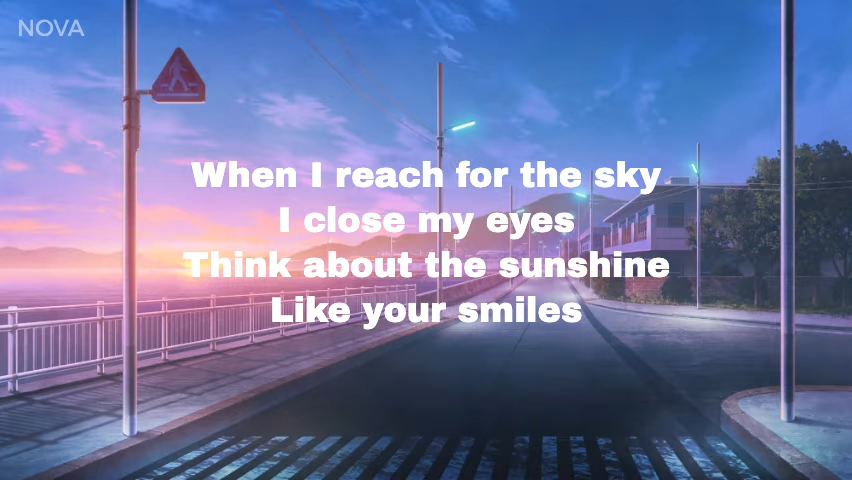 NOVA
When I reach for the sky
I close my eyes
Think about the sunshine
Like your smiles